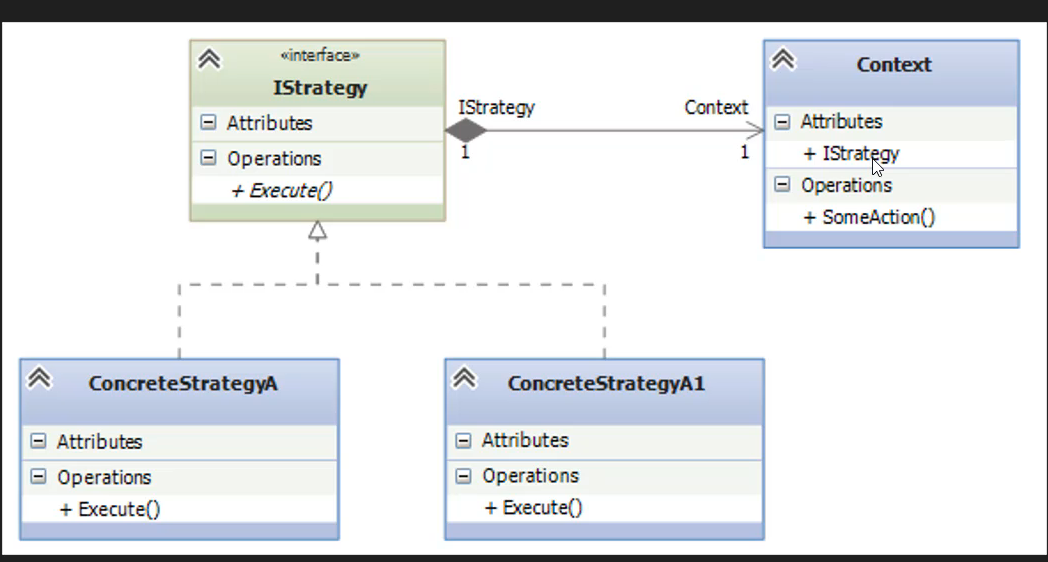 «interface»
IStrategy
Attributes
Operations
+ Execute()
IStrategy
1
Context
1
Context
Attributes
+ IStrategy
Operations
+ SomeAction()
ConcreteStrategyA
Attributes
Operations
+ Execute()
ConcreteStrategyA1
Attributes
Operations
+ Execute()